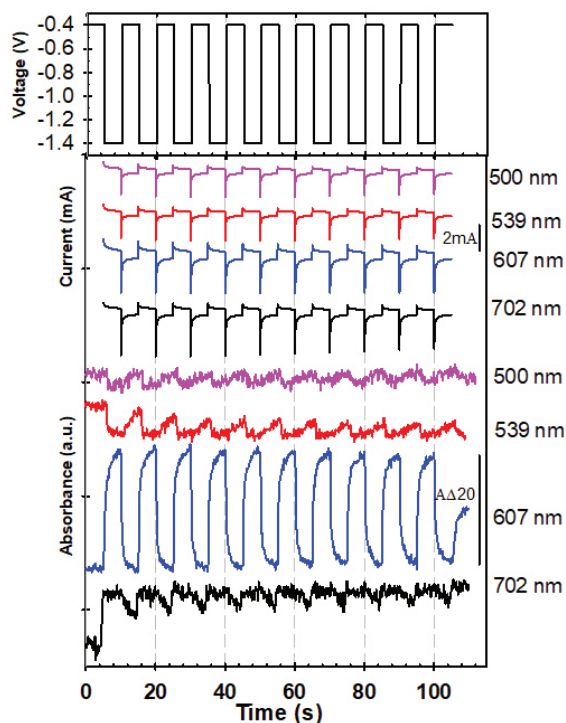 Voltage (V)
-0.4
-0.6
-0.8
-1.0
-1.2
-1.4
Current (mA)
500 nm
539 nm
2mA
607 nm
702 nm
Absorbance (a.u.)
500 nm
539 nm
AΔ20
607 nm
702 nm
0 20 40 60 80 100
Time (s)